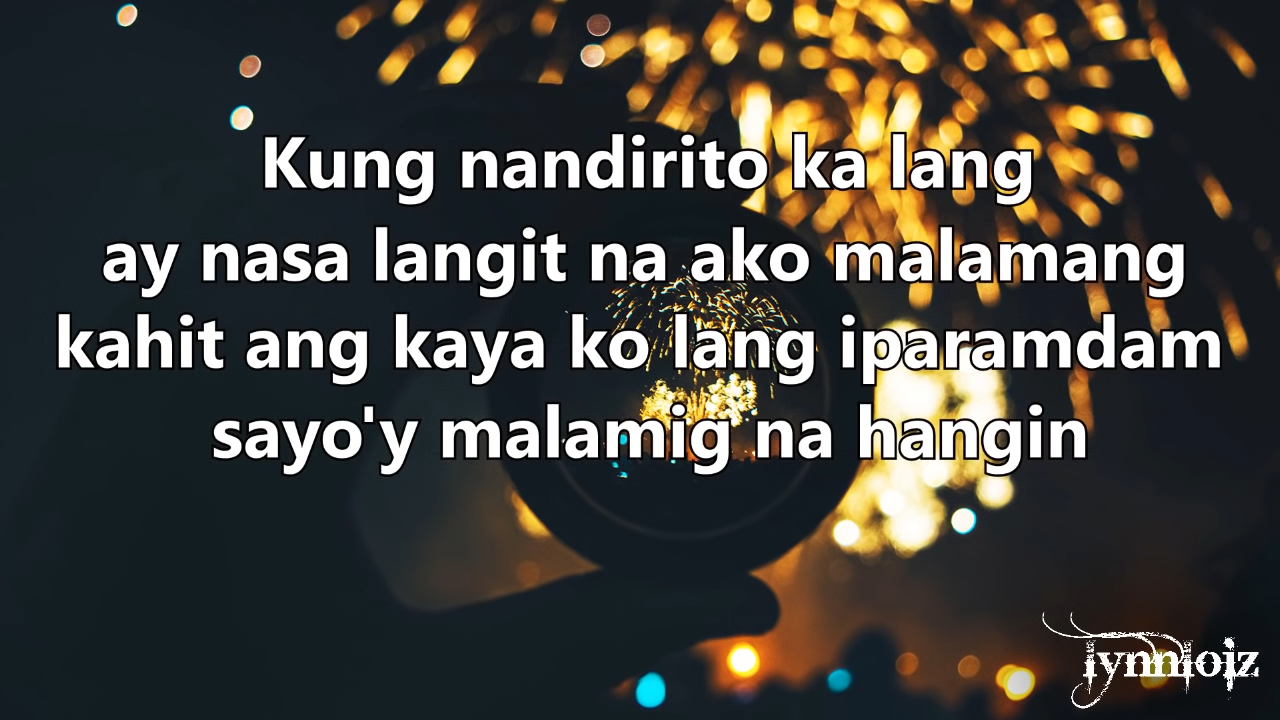 Kung nandirito ka lang
ay nasa langit na ako malamang
kahit ang kaya ko lang iparamdam
sayo'y malamig na hangin
lynnloiz